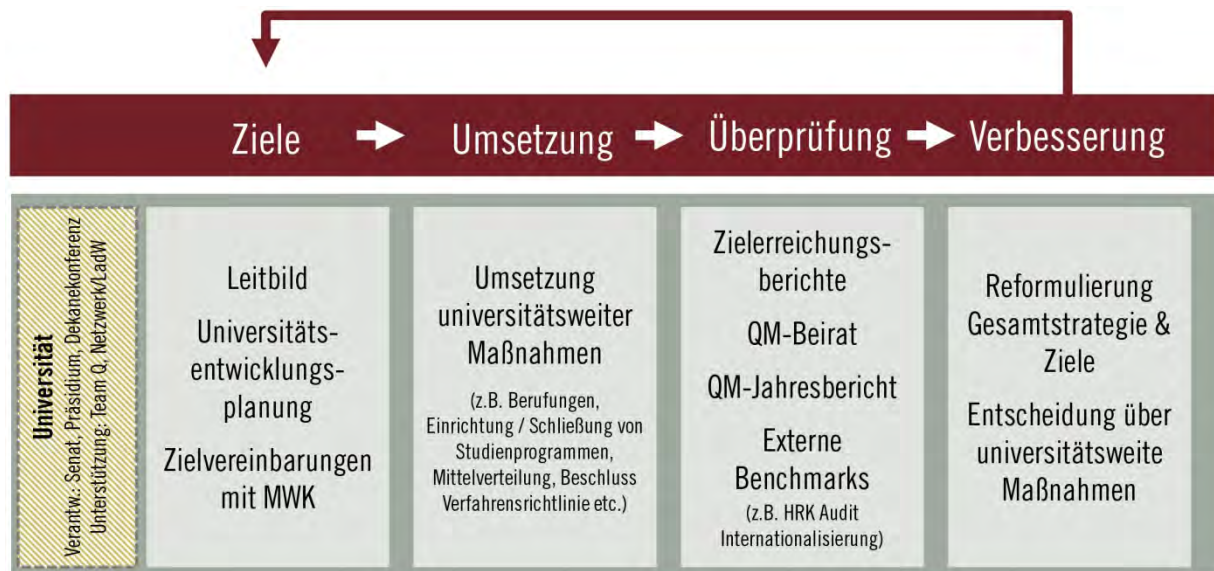 Ziele
Umsetzung
Überprüfung
Verbesserung
Universität
Verantw.: Senat, Präsidium, Dekanekonferenz
Unterstützung: Team Q, Netzwerk/LadW
Leitbild
Universitäts-
entwicklungs-
planung
Zielvereinbarungen
mit MWK
Umsetzung
universitätsweiter
Maßnahmen
(z.B. Berufungen,
Einrichtung / Schließung von
Studienprogrammen,
Mittelverteilung, Beschluss
Verfahrensrichtlinie etc.)
Zielerreichungs-
berichte
QM-Beirat
QM-Jahresbericht
Externe
Benchmarks
(z.B. HRK Audit
Internationalisierung)
Reformulierung
Gesamtstrategie &
Ziele
Entscheidung über
universitätsweite
Maßnahmen